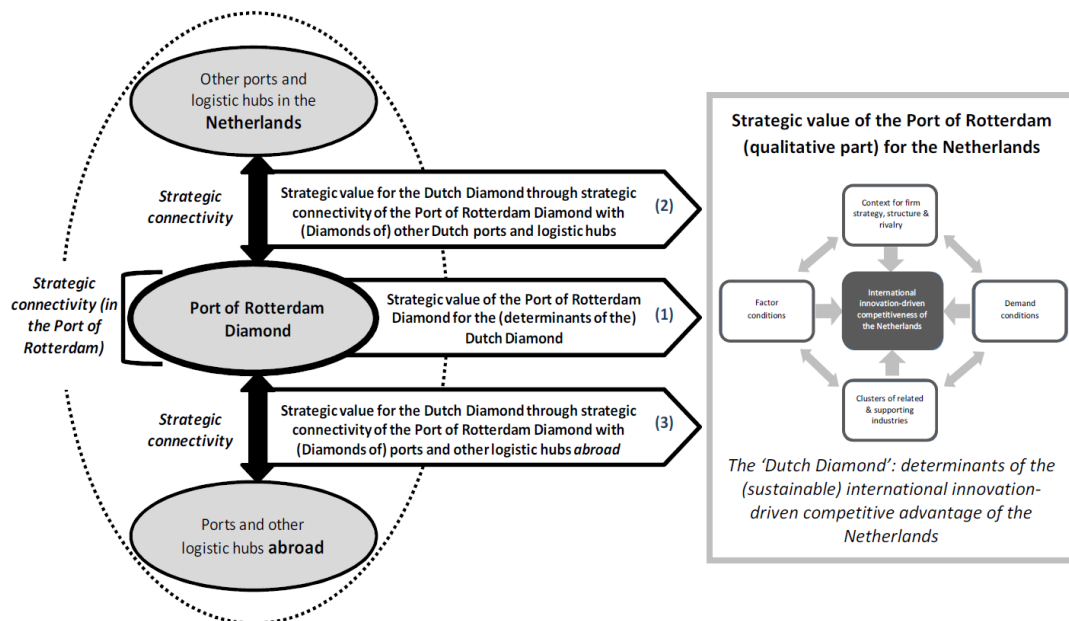 Other ports and
logistic hubs in the
Netherlands
Strategic
connectivity
Strategic value for the Dutch Diamond through strategic
connectivity of the Port of Rotterdam Diamond with
(Diamonds of) other Dutch ports and logistic hubs
(2)
Strategic
connectivity (in
the Port of
Rotterdam)
Port of Rotterdam
Diamond
Strategic value of the Port of Rotterdam
Diamond for the (determinants of the)
Dutch Diamond
(1)
Strategic
connectivity
Strategic value for the Dutch Diamond through strategic
connectivity of the Port of Rotterdam Diamond with
(Diamonds of) ports and other logistic hubs abroad
(3)
Ports and other
logistic hubs abroad
Strategic value of the Port of Rotterdam
(qualitative part) for the Netherlands
Context for firm
strategy, structure &
rivalry
Factor
conditions
International
innovation-driven
competitiveness of
the Netherlands
Demand
conditions
Clusters of related
& supporting
industries
The ‘Dutch Diamond’: determinants of the
(sustainable) international innovation-
driven competitive advantage of the
Netherlands